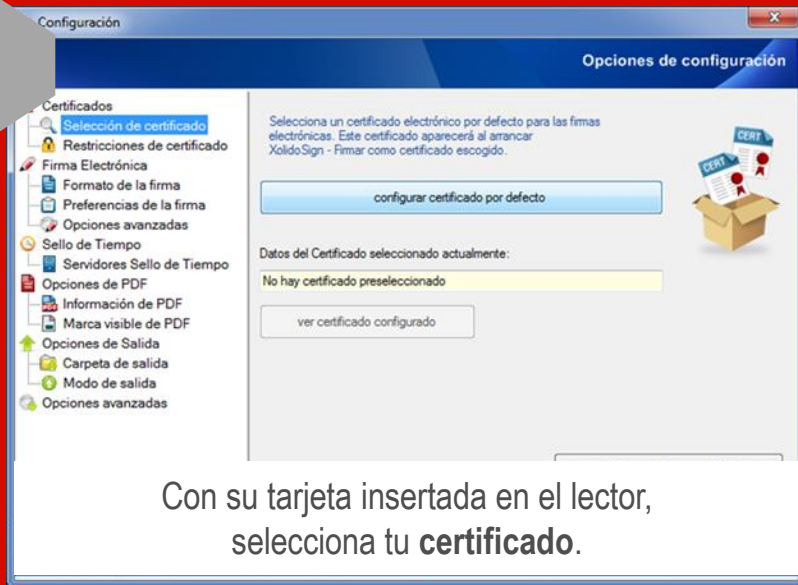 Configuración
Opciones de configuración
Certificados
Selección de certificado
Restricciones de certificado
Firma Electrónica
Formato de la firma
Preferencias de la firma
Opciones avanzadas
Sello de Tiempo
Servidores Sello de Tiempo
Opciones de PDF
Información de PDF
Marca visible de PDF
Opciones de Salida
Carpeta de salida
Modo de salida
Opciones avanzadas
Selecciona un certificado electrónico por defecto para las firmas
electrónicas. Este certificado aparecerá al arrancar
XolidoSign - Firmar como certificado escogido.
configurar certificado por defecto
CERT
CERT
Datos del Certificado seleccionado actualmente:
No hay certificado preseleccionado
ver certificado configurado
Con su tarjeta insertada en el lector,
selecciona tu certificado.